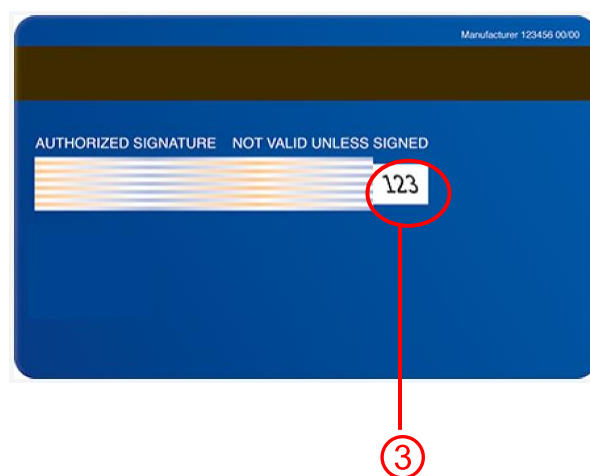 Manufacturer 123456 00/00
AUTHORIZED SIGNATURE NOT VALID UNLESS SIGNED
123
3